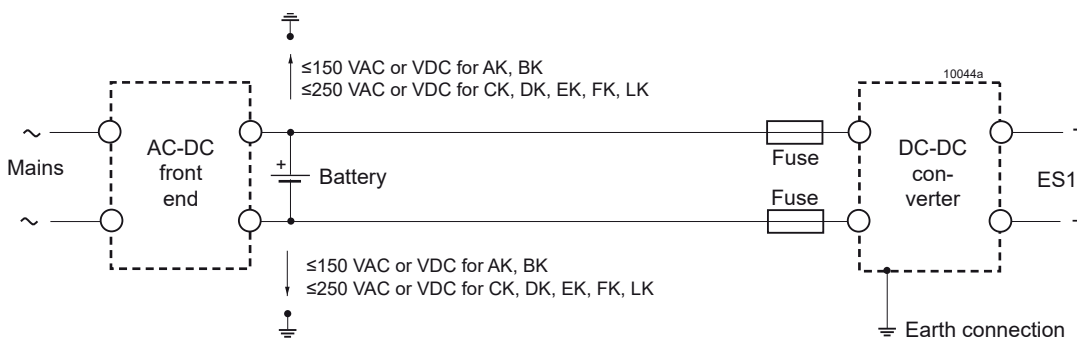 ≤150 VAC or VDC for AK, BK
≤250 VAC or VDC for CK, DK, EK, FK, LK
10044a
~
Mains
~
AC-DC
front
end
+
Battery
Fuse
Fuse
DC-DC
con-
verter
ES1
≤150 VAC or VDC for AK, BK
≤250 VAC or VDC for CK, DK, EK, FK, LK
Earth connection